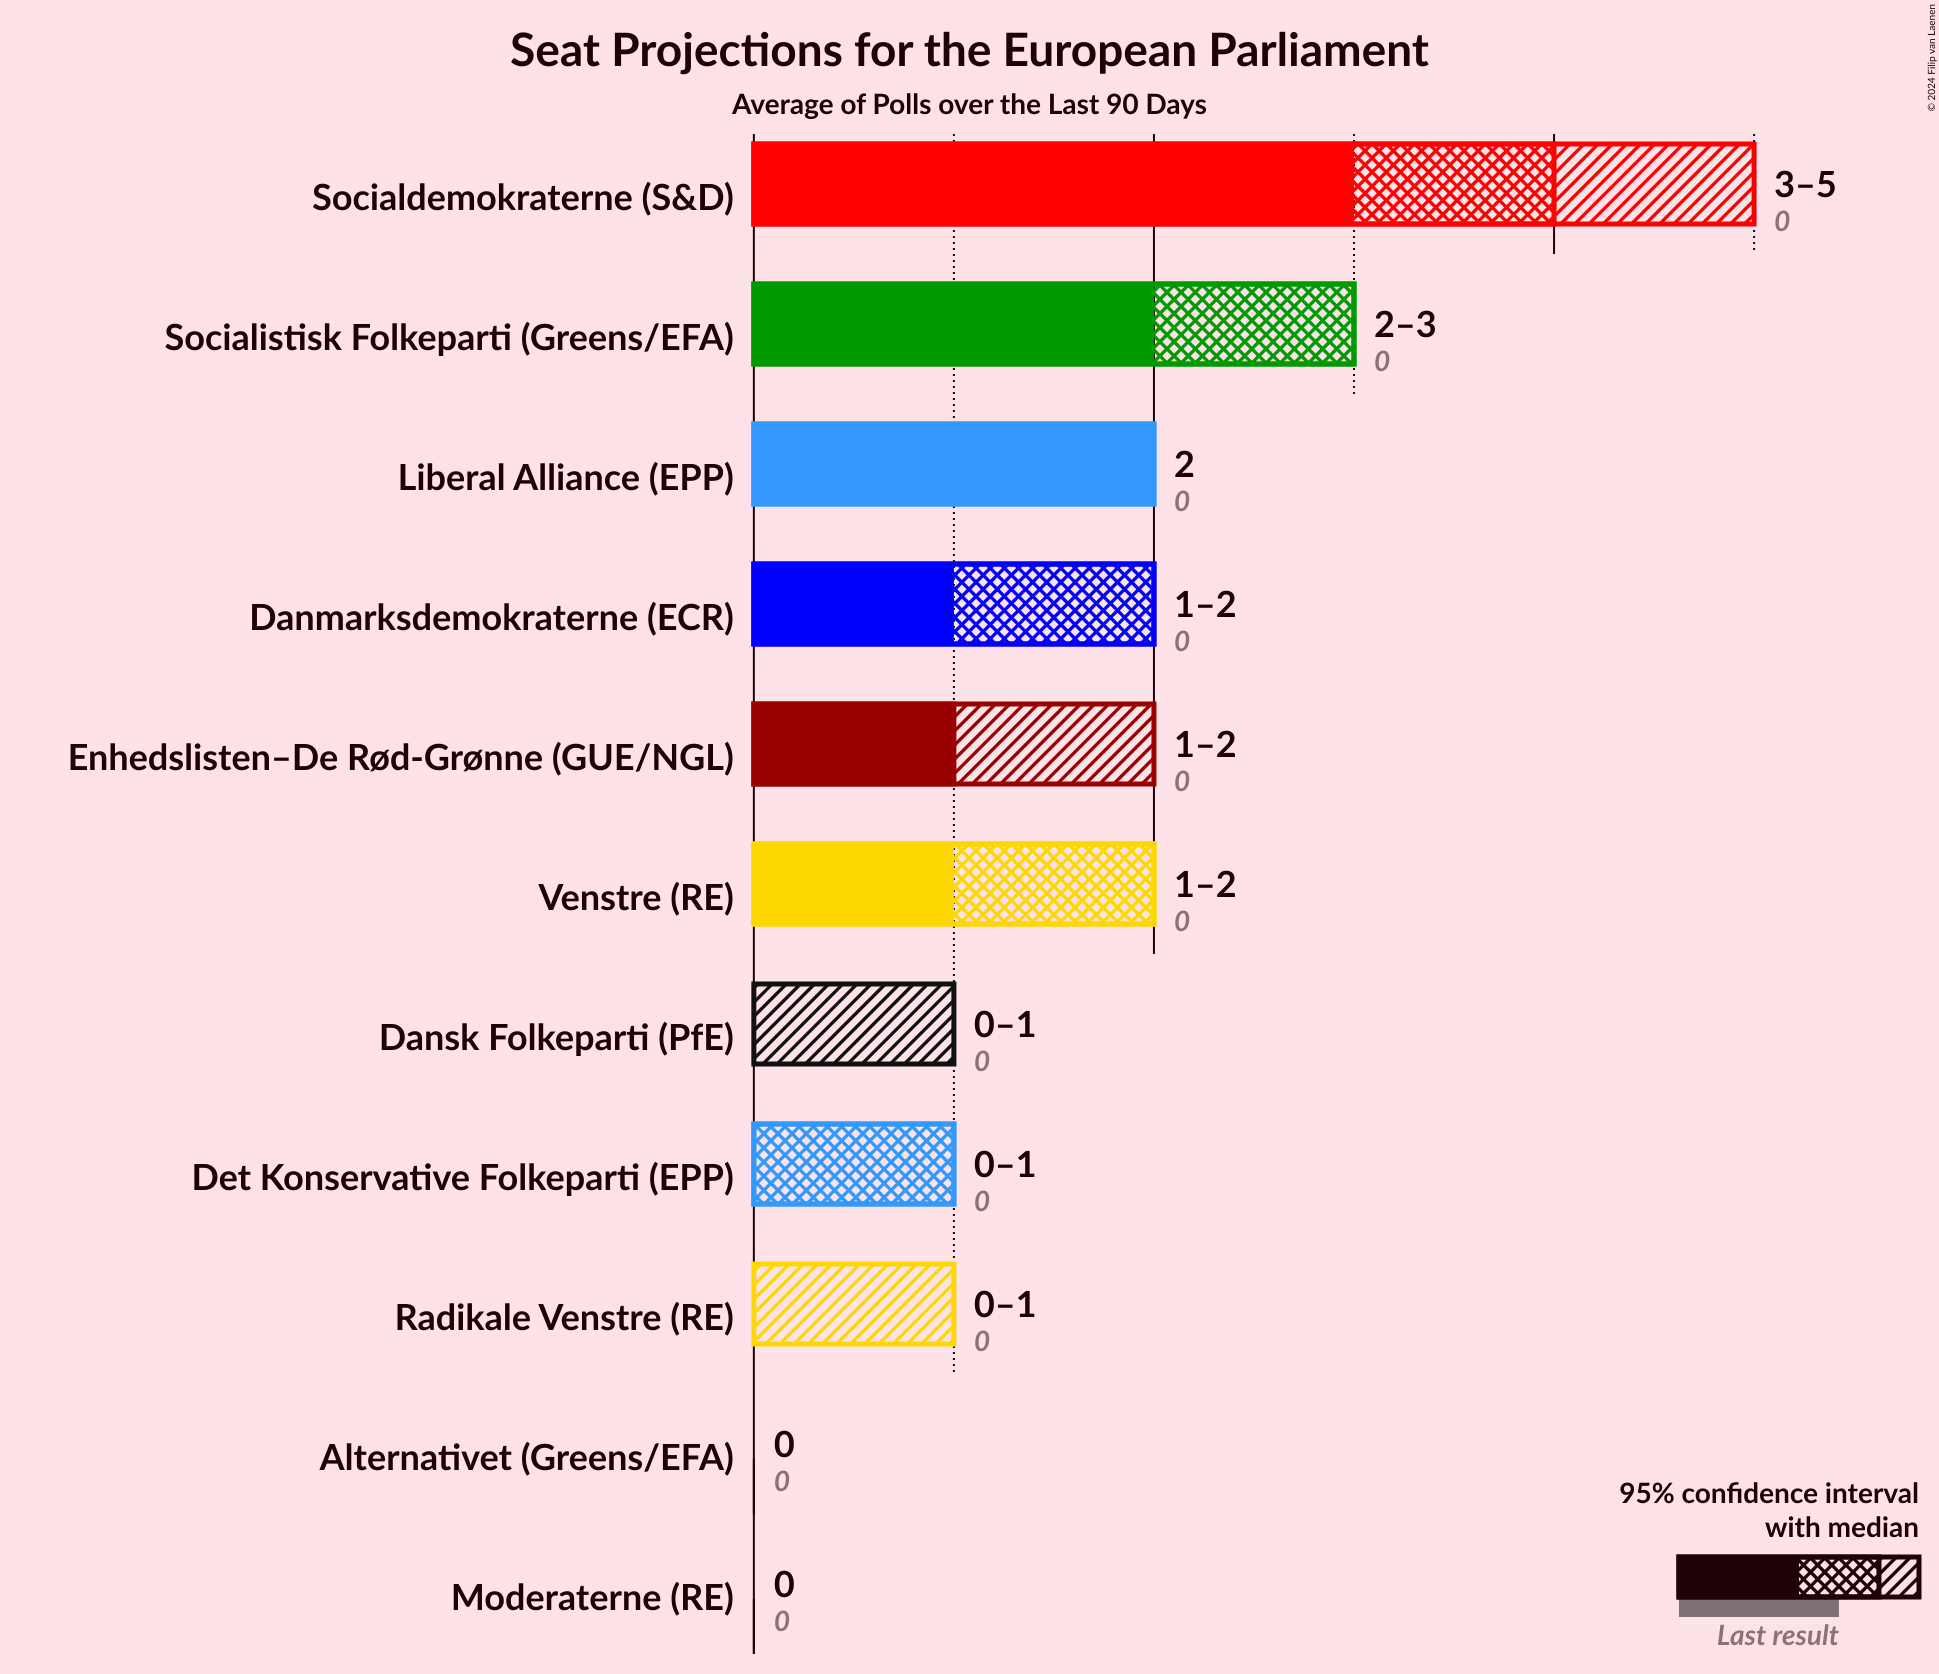 Seat Projections for the European Parliament
Average of Polls over the Last 90 Days
© 2024 Filip van Laenen
Socialdemokraterne (S&D)
3–5
0
Socialistisk Folkeparti (Greens/EFA)
2–3
0
Liberal Alliance (EPP)
2
0
Danmarksdemokraterne (ECR)
1–2
0
Enhedslisten–De Rød-Grønne (GUE/NGL)
1–2
0
Venstre (RE)
1–2
0
Dansk Folkeparti (PfE)
0–1
0
Det Konservative Folkeparti (EPP)
0–1
0
Radikale Venstre (RE)
0–1
0
Alternativet (Greens/EFA)
0
0
Moderaterne (RE)
0
0
95% confidence interval
with median
Last result